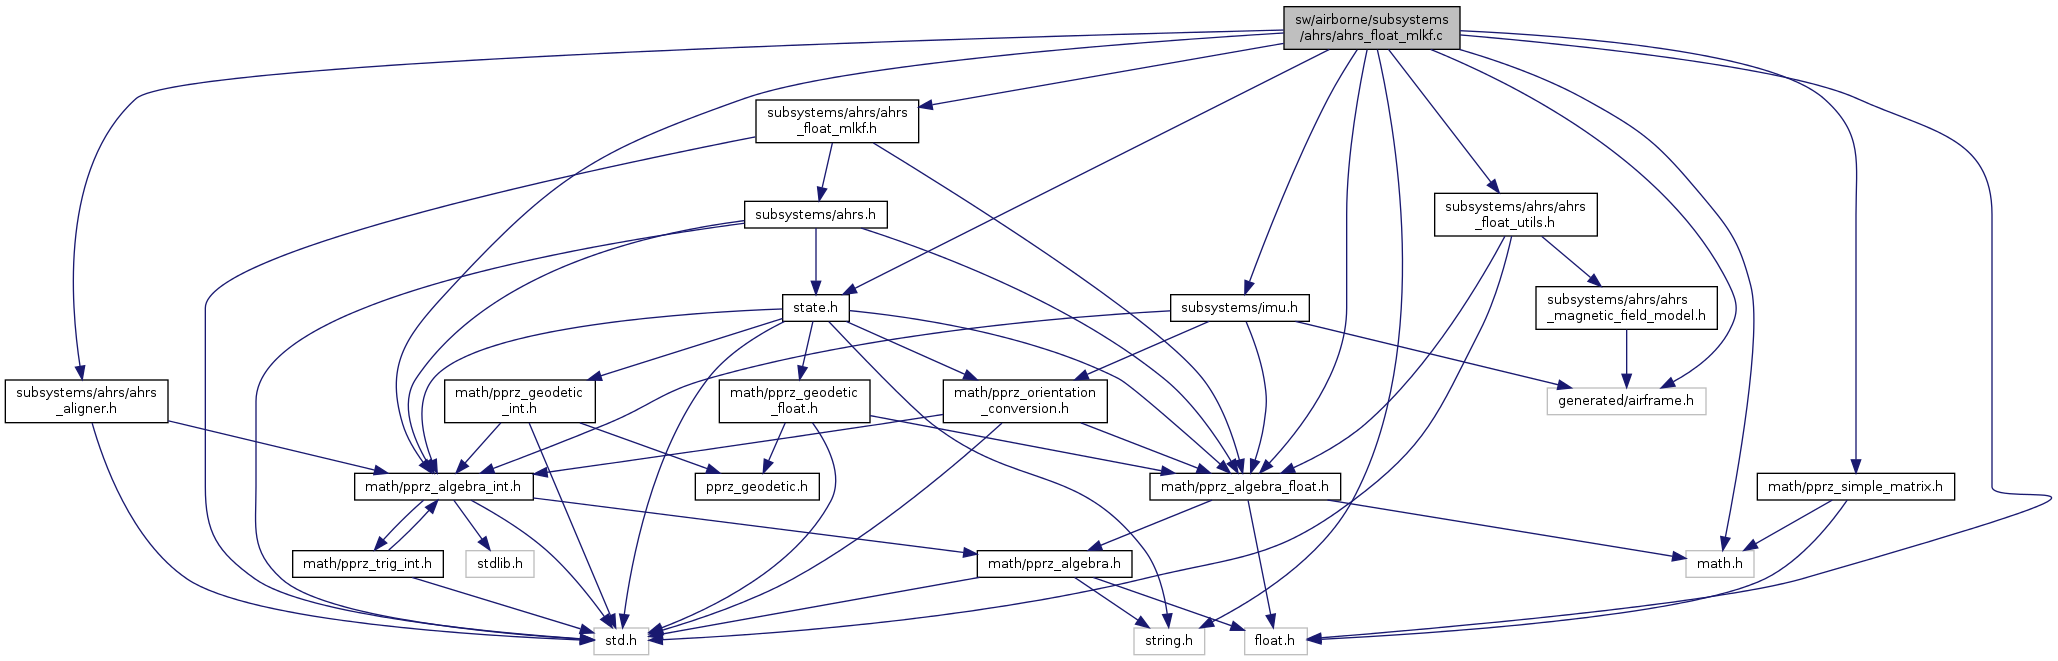 sw/airborne/subsystems
/ahrs/ahrs_float_mlkf.c
subsystems/ahrs/ahrs
_float_mlkf.h
subsystems/ahrs.h
subsystems/ahrs/ahrs
_float_utils.h
state.h
subsystems/imu.h
subsystems/ahrs/ahrs
_magnetic_field_model.h
subsystems/ahrs/ahrs
_aligner.h
math/pprz_geodetic
_int.h
math/pprz_geodetic
_float.h
math/pprz_orientation
_conversion.h
generated/airframe.h
math/pprz_algebra_int.h
pprz_geodetic.h
math/pprz_algebra_float.h
math/pprz_simple_matrix.h
math/pprz_trig_int.h
stdlib.h
math/pprz_algebra.h
math.h
std.h
string.h
float.h